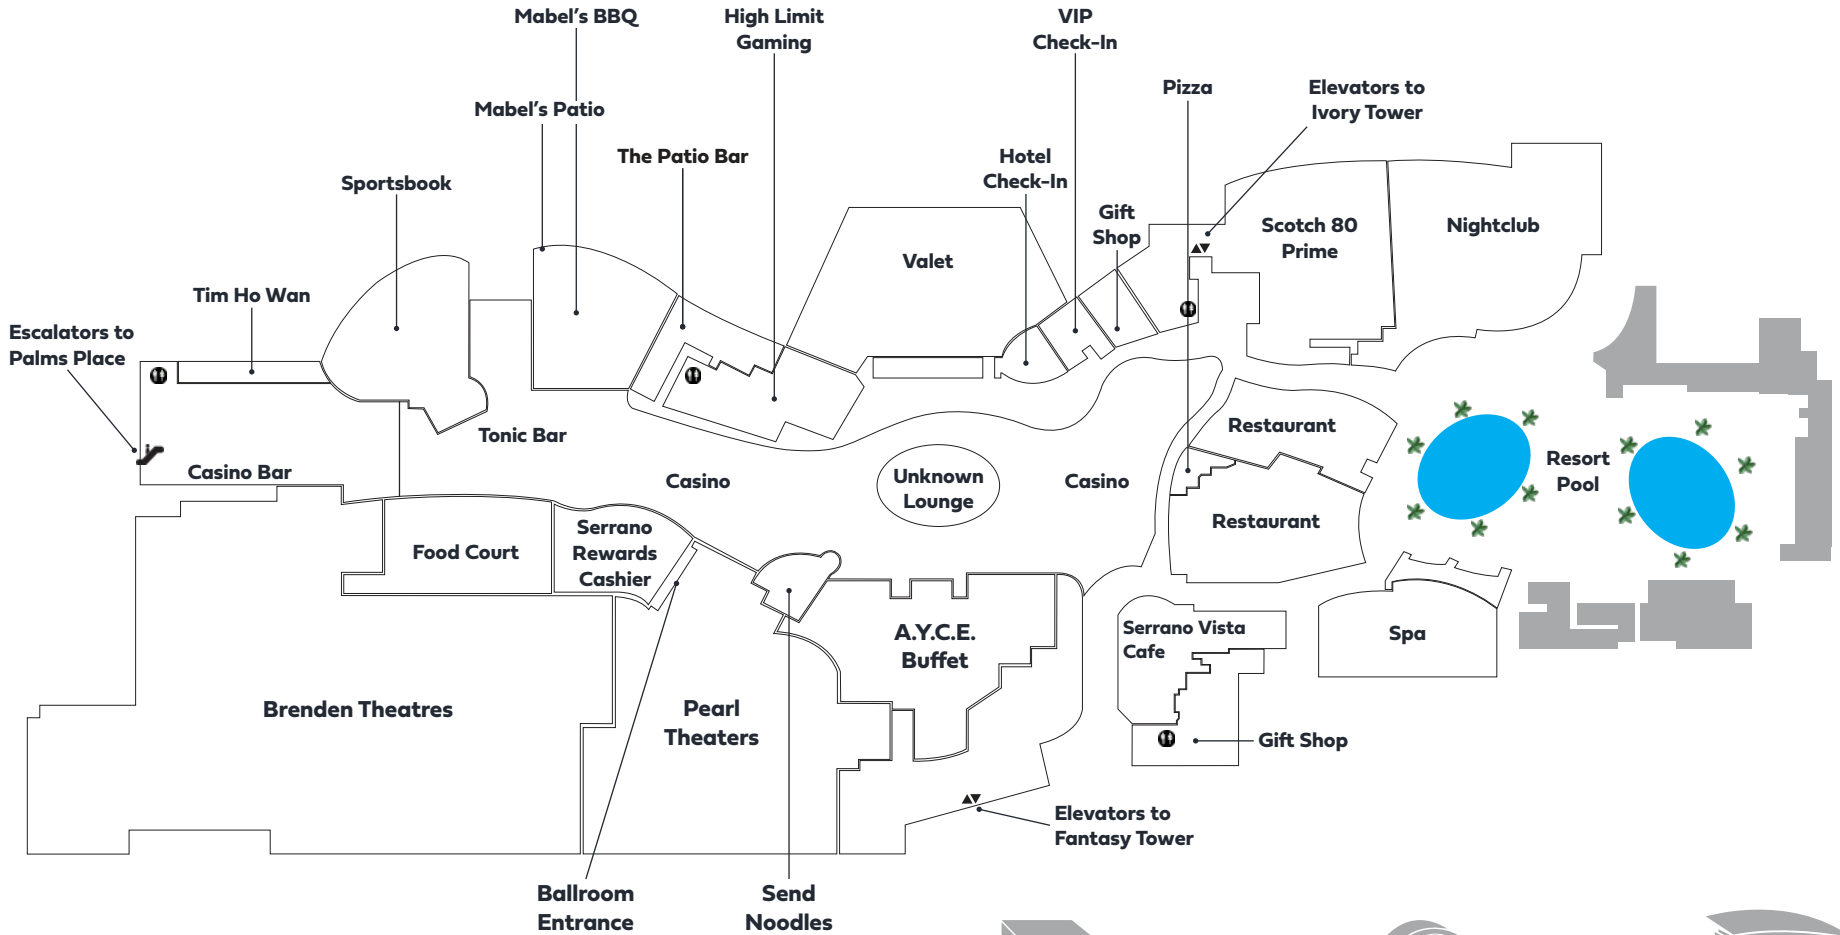 Mabel's BBQ
High Limit
Gaming
VIP
Check-In
Mabel's Patio
Pizza
Elevators to
Ivory Tower
The Patio Bar
Hotel
Check-In
Sportsbook
Gift
Shop
Scotch 80
Prime
Nightclub
Valet
Tim Ho Wan
Escalators to
Palms Place
Tonic Bar
Restaurant
Casino Bar
Casino
Unknown
Lounge
Casino
Resort
Pool
Restaurant
Food Court
Serrano
Rewards
Cashier
A.Y.C.E.
Buffet
Serrano Vista
Cafe
Spa
Brenden Theatres
Pearl
Theaters
Gift Shop
Elevators to
Fantasy Tower
Ballroom
Entrance
Send
Noodles